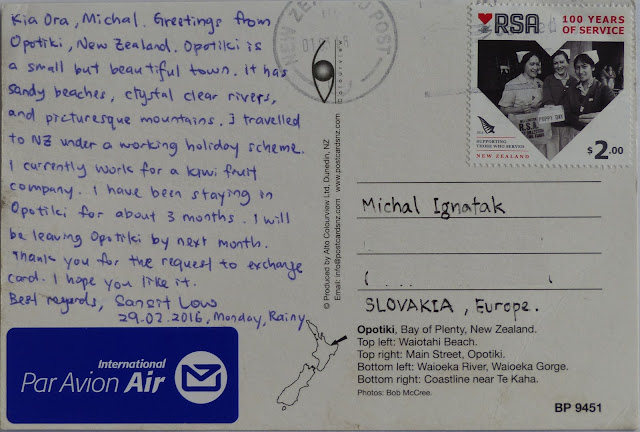 Kia Ora, Michal. Greetings from
Opotiki, New Zealand. Opotiki is
a small but beautiful town. It has
sandy beaches, crystal clear rivers,
and picturesque mountains. I travelled
to NZ under a working holiday scheme.
I currently work for a kiwi fruit
company. I have been staying in
Opotiki for about 3 months. I will
be leaving Opotiki by next month.
Thank you for the request to exchange
card. I hope you like it.
Best regards,
29.02.2016, Monday, Rainy
International
Par Avion Air
NEW ZEALAND POST
© Produced by Alto Colourview Ltd, Dunedin, NZ
Email: info@postcardsnz.com www.postcardsnz.com
Colourview
RSA
100 YEARS
OF SERVICE
R.S.A.
POPPY DAY
SUPPORTING
THOSE WHO SERVED
NEW ZEALAND
$2.00
Michal Ignatak
SLOVAKIA, Europe.
Opotiki, Bay of Plenty, New Zealand.
Top left: Waiotahi Beach.
Top right: Main Street, Opotiki.
Bottom left: Waioeka River, Waioeka Gorge.
Bottom right: Coastline near Te Kaha.
Photos: Bob McCree.
BP 9451